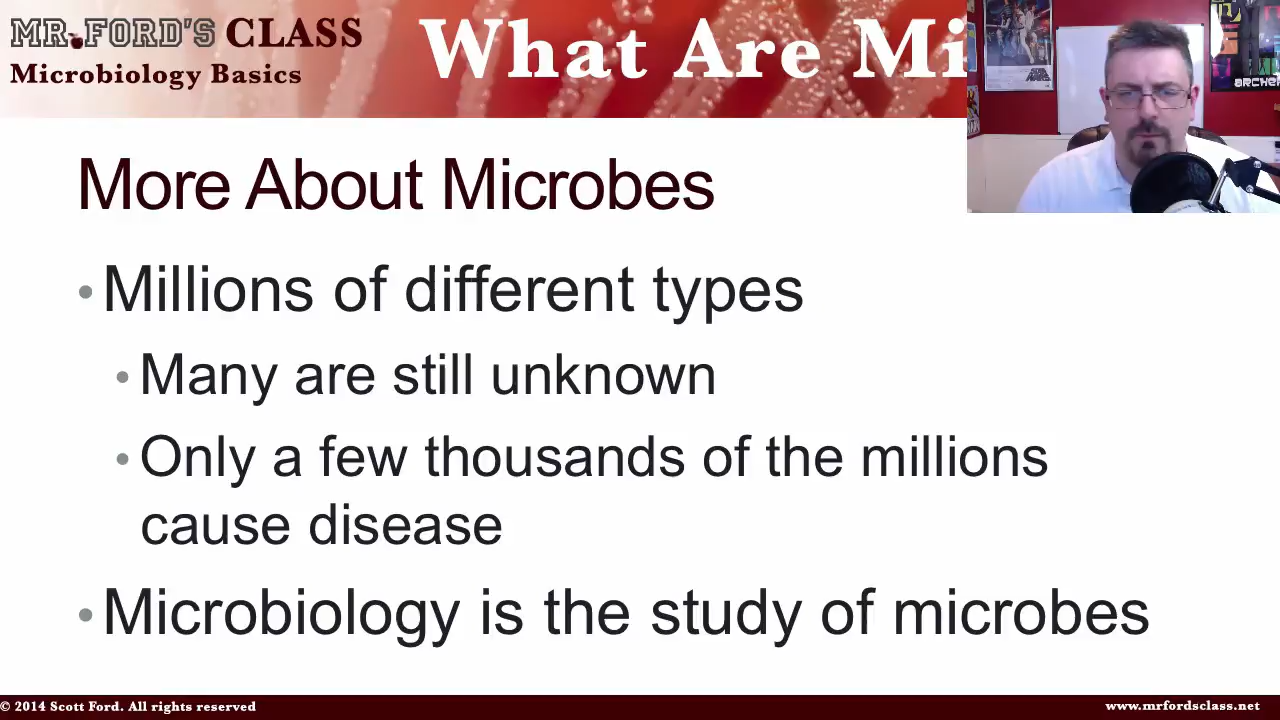 MR. FORD'S CLASS
Microbiology Basics
What Are Mi
More About Microbes
• Millions of different types
• Many are still unknown
• Only a few thousands of the millions
cause disease
• Microbiology is the study of microbes
ARCHER
© 2014 Scott Ford. All rights reserved
www.mrfordsclass.net